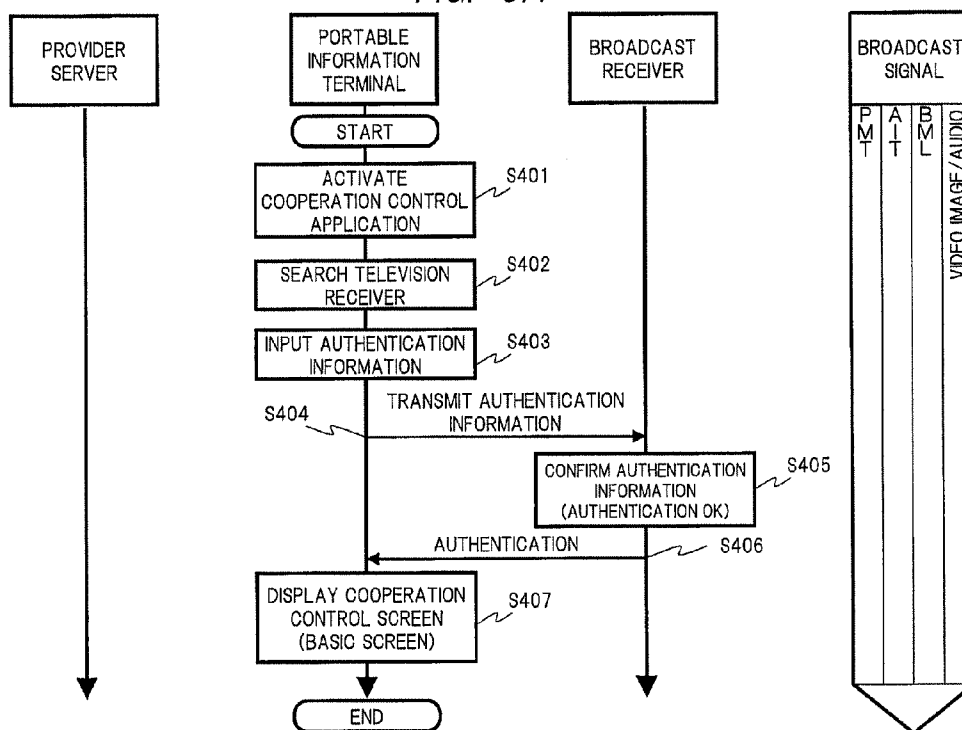 PROVIDER
SERVER
PORTABLE
INFORMATION
TERMINAL
BROADCAST
RECEIVER
BROADCAST
SIGNAL
PMT
AIT
BML
VIDEO IMAGE/AUDIO
START
ACTIVATE
COOPERATION CONTROL
APPLICATION
S401
SEARCH TELEVISION
RECEIVER
S402
INPUT AUTHENTICATION
INFORMATION
S403
S404
TRANSMIT AUTHENTICATION
INFORMATION
CONFIRM AUTHENTICATION
INFORMATION
(AUTHENTICATION OK)
S405
AUTHENTICATION
S406
DISPLAY COOPERATION
CONTROL SCREEN
(BASIC SCREEN)
S407
END